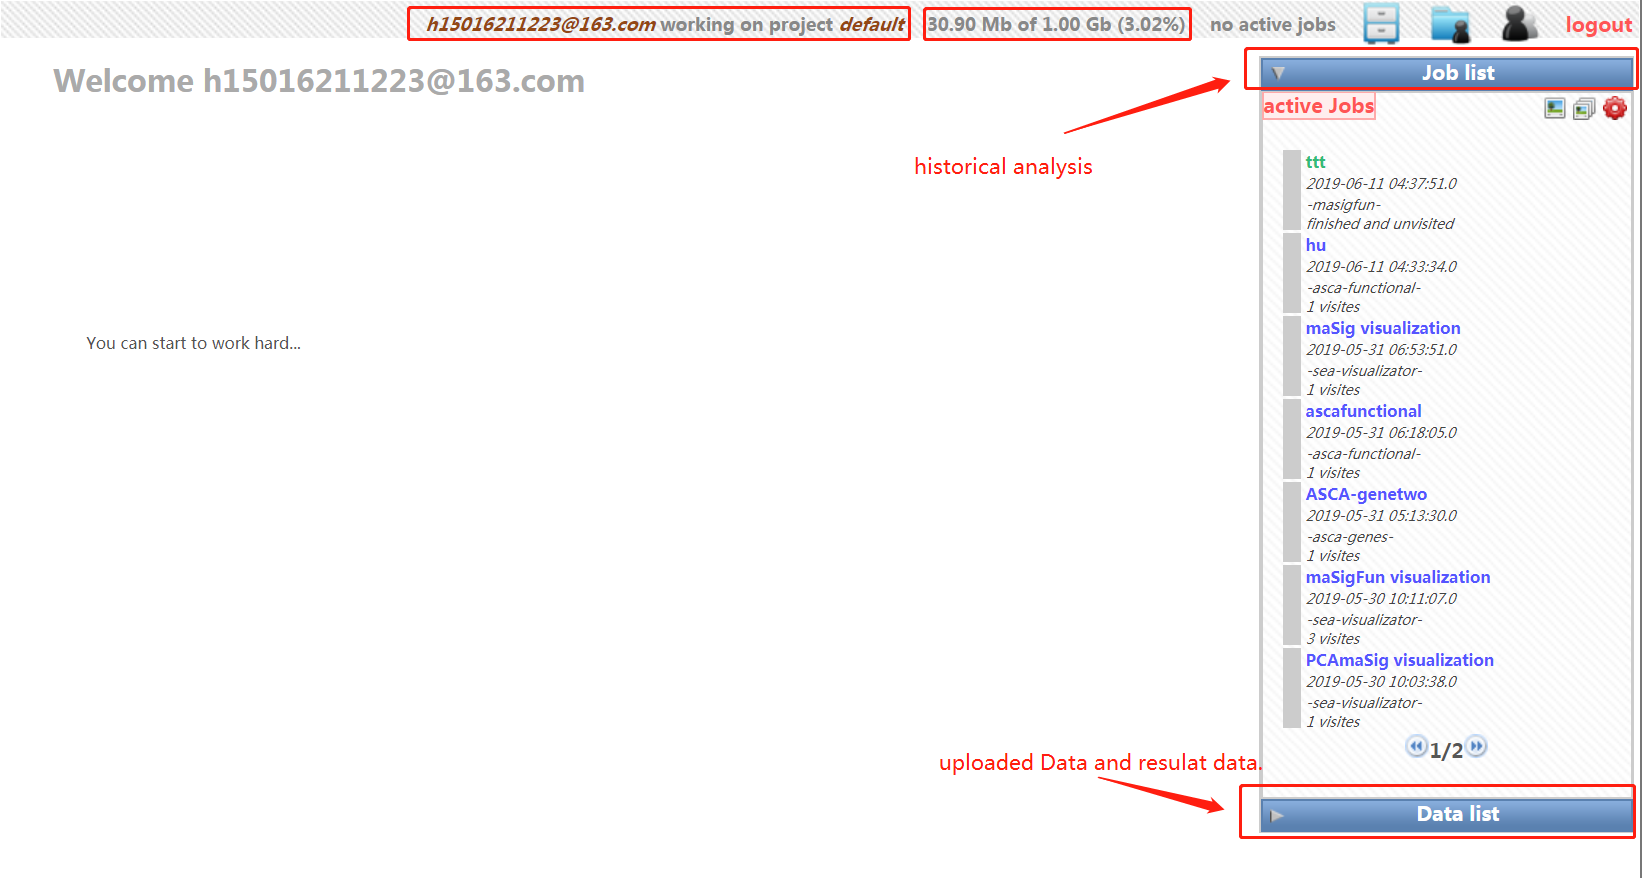 h15016211223@163.com working on project default 30.90 Mb of 1.00 Gb (3.02%) no active jobs logout
Welcome h15016211223@163.com
Job list
active Jobs
historical analysis
ttt
2019-06-11 04:37:51.0
-masigfun-
finished and unvisited
hu
2019-06-11 04:33:34.0
-asca-functional-
1 visites
maSig visualization
2019-05-31 06:53:51.0
-sea-visualizator-
1 visites
You can start to work hard...
ascafunctional
2019-05-31 06:18:05.0
-asca-functional-
1 visites
ASCA-genetwo
2019-05-31 05:13:30.0
-asca-genes-
1 visites
maSigFun visualization
2019-05-30 10:11:07.0
-sea-visualizator-
3 visites
PCAmaSig visualization
2019-05-30 10:03:38.0
-sea-visualizator-
1 visites
1/2
uploaded Data and resulat data.
Data list